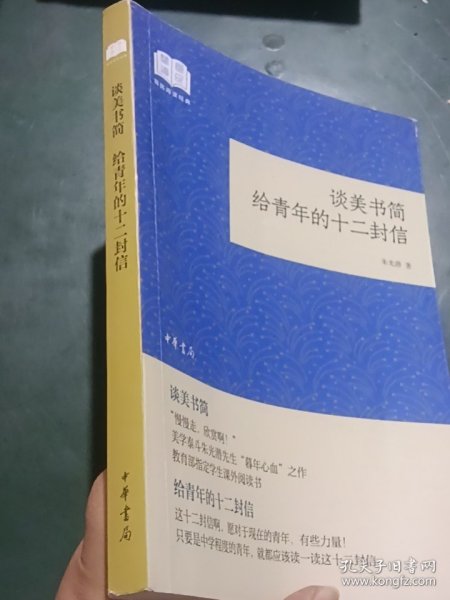 谈美书简
给青年的十二封信
朱光潜 著
中华书局
谈美书简
“慢慢走，欣赏啊！”
美学泰斗朱光潜先生“暮年心血”之作
教育部指定学生课外阅读书
给青年的十二封信
这十二封信啊，愿对于现在的青年，有些力量！
只要是中学程度的青年，就都应该读一读这十二封信
谈美书简 给青年的十二封信
中华书局
孔夫子旧书网